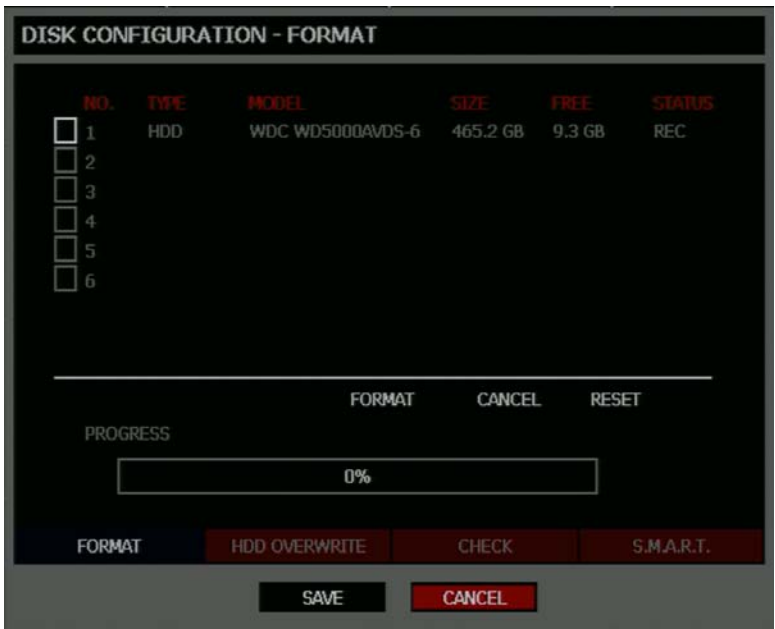 DISK CONFIGURATION - FORMAT
NO. TYPE MODEL SIZE FREE STATUS
1 HDD WDC WD5000AVDS-6 465.2 GB 9.3 GB REC
2
3
4
5
6
FORMAT CANCEL RESET
PROGRESS
0%
FORMAT HDD OVERWRITE CHECK S.M.A.R.T.
SAVE CANCEL